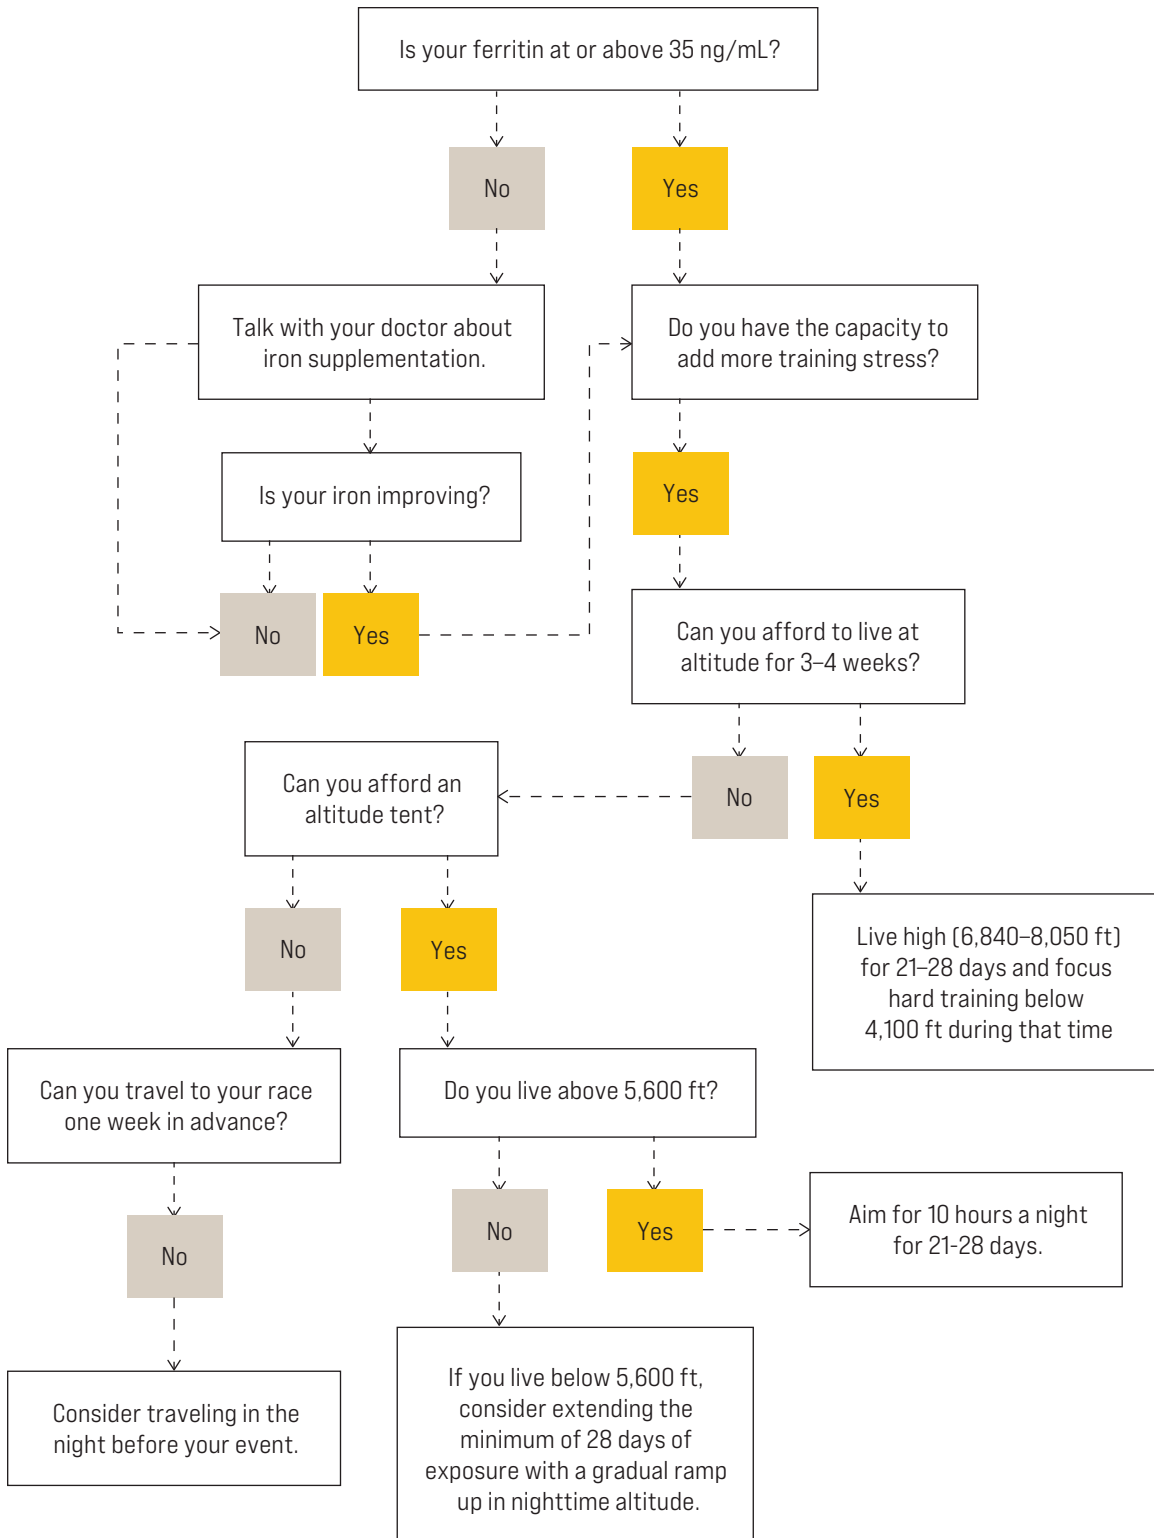 Is your ferritin at or above 35 ng/mL?
No
Yes
Talk with your doctor about
iron supplementation.
Do you have the capacity to
add more training stress?
Is your iron improving?
Yes
No
Yes
Can you afford to live at
altitude for 3–4 weeks?
Can you afford an
altitude tent?
No
Yes
No
Yes
Live high (6,840–8,050 ft)
for 21–28 days and focus
hard training below
4,100 ft during that time
Can you travel to your race
one week in advance?
Do you live above 5,600 ft?
No
No
Yes
Aim for 10 hours a night
for 21-28 days.
Consider traveling in the
night before your event.
If you live below 5,600 ft,
consider extending the
minimum of 28 days of
exposure with a gradual ramp
up in nighttime altitude.